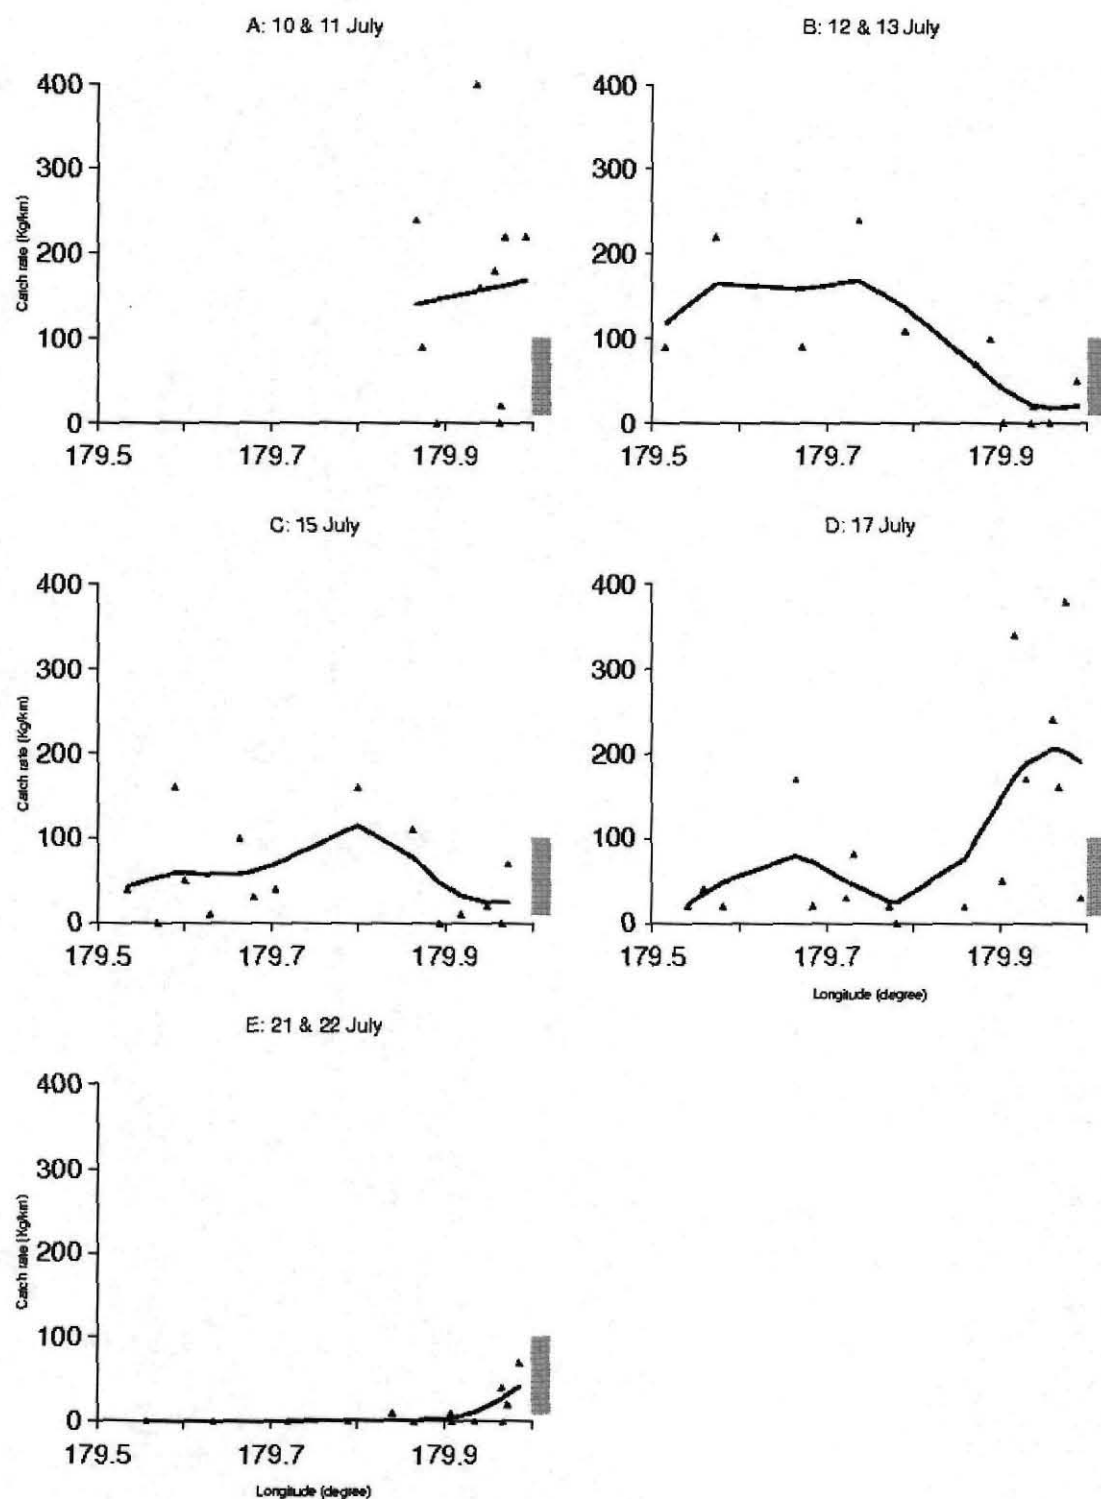 A: 10 & 11 July
B: 12 & 13 July
400
300
200
100
0
Catch rate (Kg/km)
179.5 179.7 179.9
400
300
200
100
0
179.5 179.7 179.9
C: 15 July
D: 17 July
400
300
200
100
0
Catch rate (Kg/km)
179.5 179.7 179.9
400
300
200
100
0
179.5 179.7 179.9
Longitude (degree)
E: 21 & 22 July
400
300
200
100
0
Catch rate (Kg/km)
179.5 179.7 179.9
Longitude (degree)